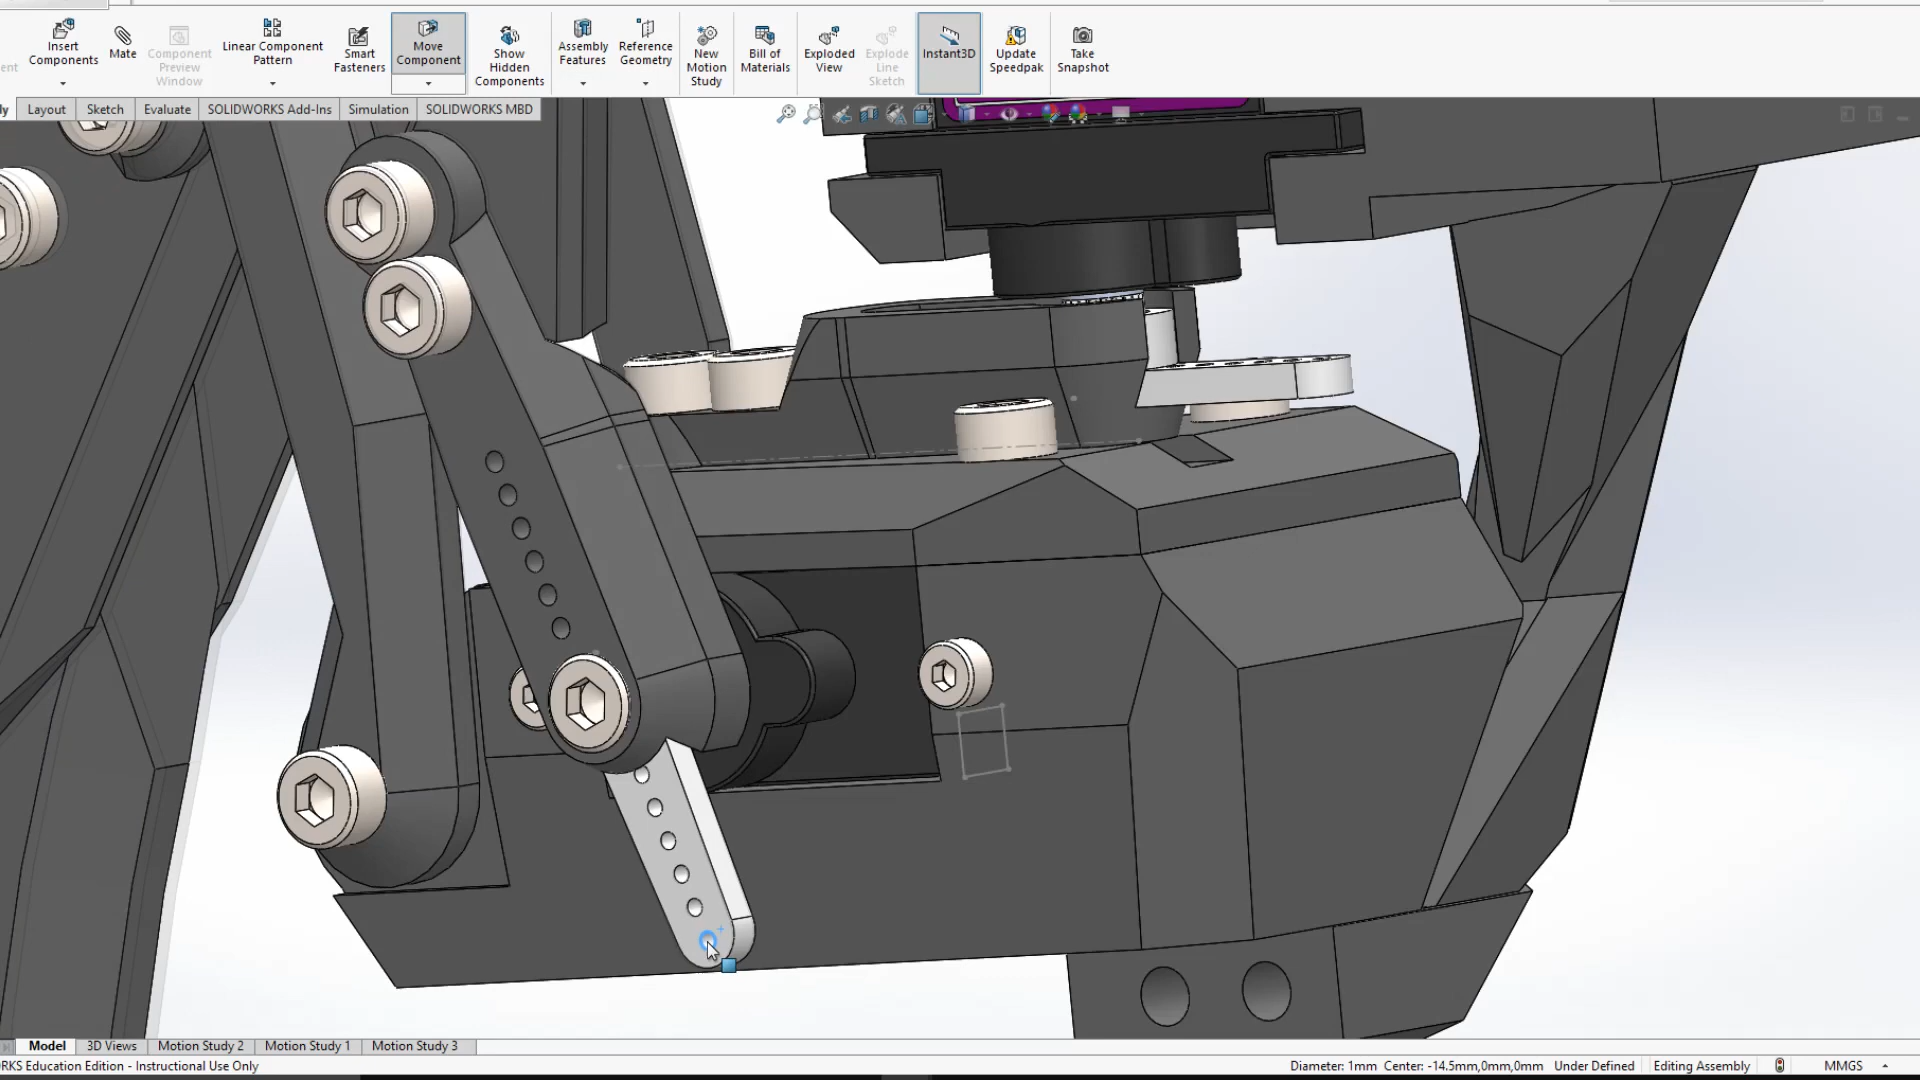 Insert Components
Mate
Component Preview Window
Linear Component Pattern
Smart Fasteners
Move Component
Show Hidden Components
Assembly Features
Reference Geometry
New Motion Study
Bill of Materials
Exploded View
Explode Line Sketch
Instant3D
Update Speedpak
Take Snapshot
Layout
Sketch
Evaluate
SOLIDWORKS Add-Ins
Simulation
SOLIDWORKS MBD
Model
3D Views
Motion Study 2
Motion Study 1
Motion Study 3
RKS Education Edition - Instructional Use Only
Diameter: 1mm Center: -14.5mm,0mm,0mm
Under Defined
Editing Assembly
MMGS